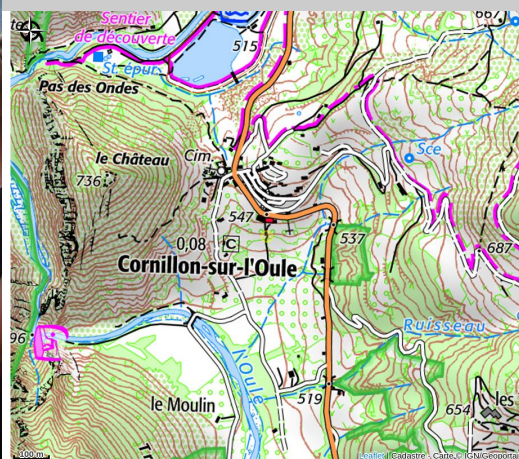 Sentier
de découverte
667
515
St. épur.
Pas des Ondes
le Château
Cim.
736
Sce
547
537
0,08 C
687
Cornillon-sur-l'Oule
Ruisseau
96
l'Oule
le Moulin
519
654
les
100 m
Leaflet | Cadastre - Carte © IGN/Geoportail